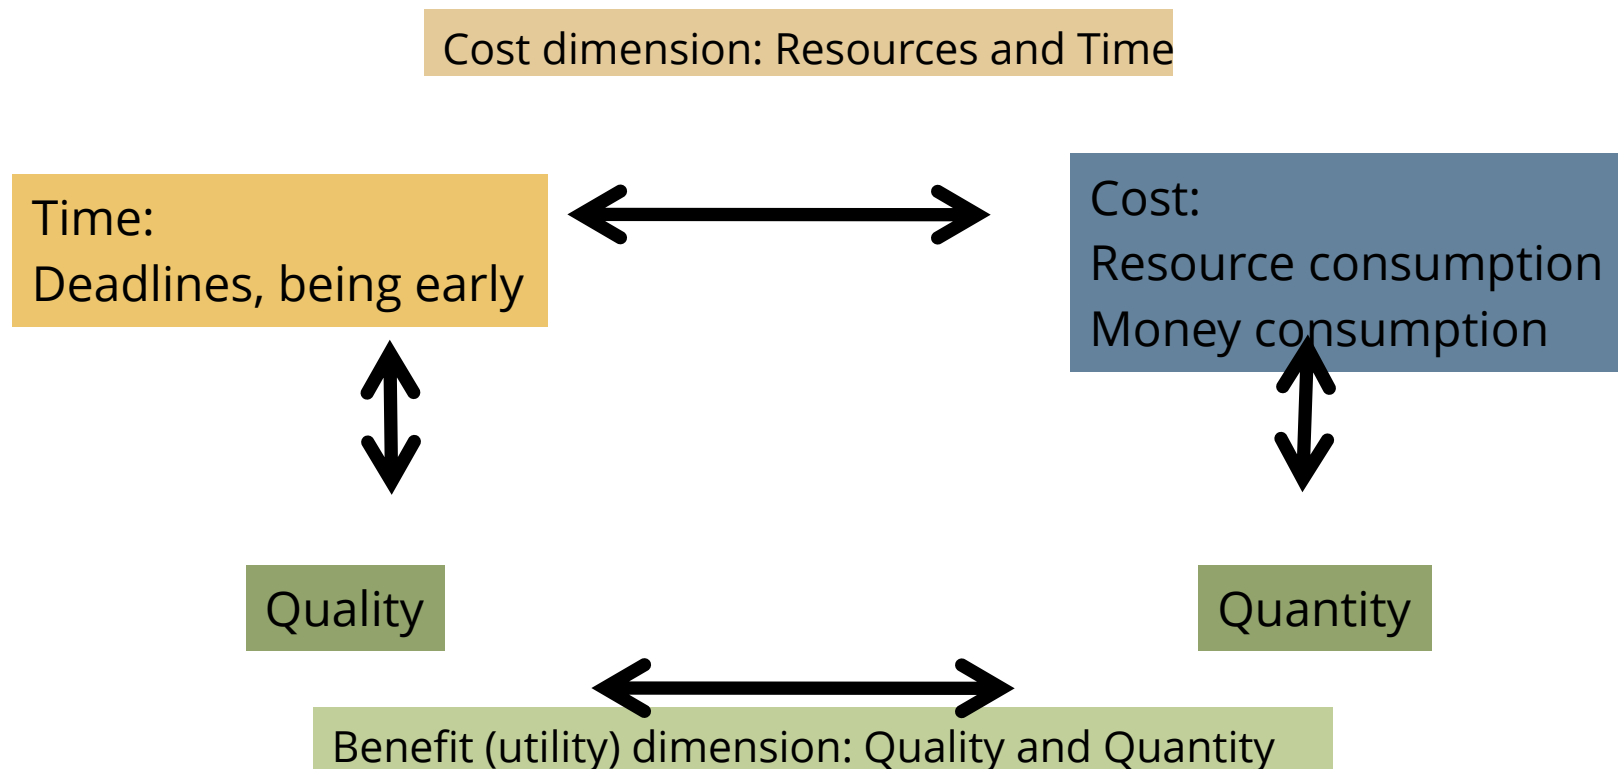 Cost dimension: Resources and Time
Time:
Deadlines, being early
Cost:
Resource consumption
Money consumption
Quality
Quantity
Benefit (utility) dimension: Quality and Quantity